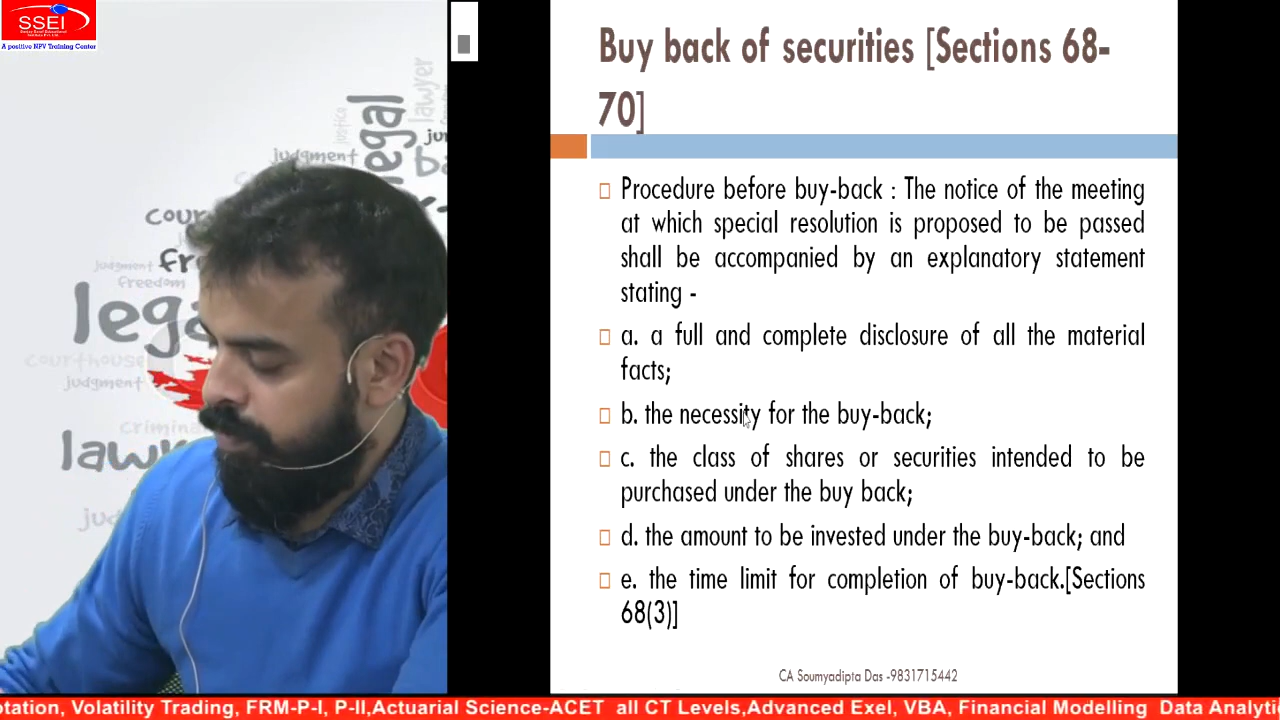 SSEI
A positive NPV Training Center
judgment
justice
legal
lawyer
court
judgment
freedom
courthouse
judgment
Buy back of securities [Sections 68-
70]
Procedure before buy-back : The notice of the meeting
at which special resolution is proposed to be passed
shall be accompanied by an explanatory statement
stating -
a. a full and complete disclosure of all the material
facts;
b. the necessity for the buy-back;
c. the class of shares or securities intended to be
purchased under the buy back;
d. the amount to be invested under the buy-back; and
e. the time limit for completion of buy-back.[Sections
68(3)]
CA Soumyadipta Das -9831715442
otation, Volatility Trading, FRM-P-I, P-II,Actuarial Science-ACET all CT Levels,Advanced Exel, VBA, Financial Modelling Data Analyti